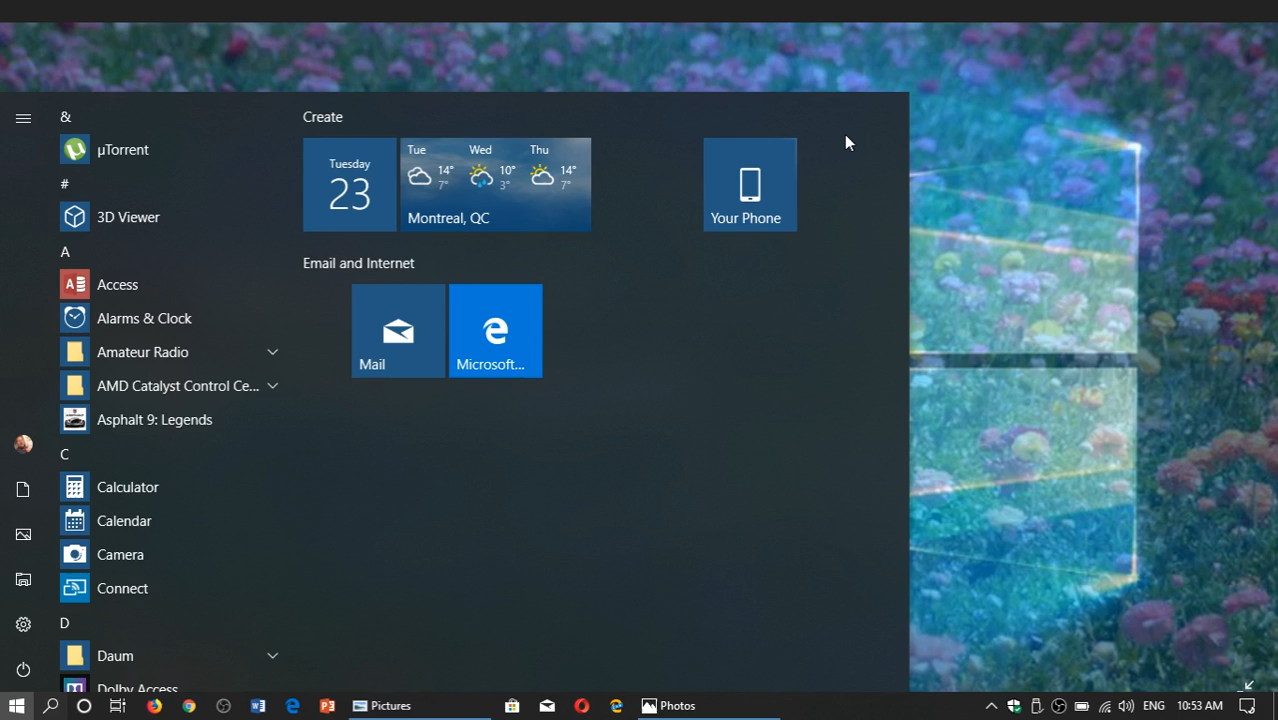 &
µTorrent
#
3D Viewer
A
Access
Alarms & Clock
Amateur Radio
AMD Catalyst Control Ce...
Asphalt 9: Legends
C
Calculator
Calendar
Camera
Connect
D
Daum
Dolby Access
Create
Tuesday
23
Tue Wed Thu
14° 10° 14°
7° 3° 7°
Montreal, QC
Your Phone
Email and Internet
Mail
Microsoft...
Pictures
Photos
ENG
10:53 AM